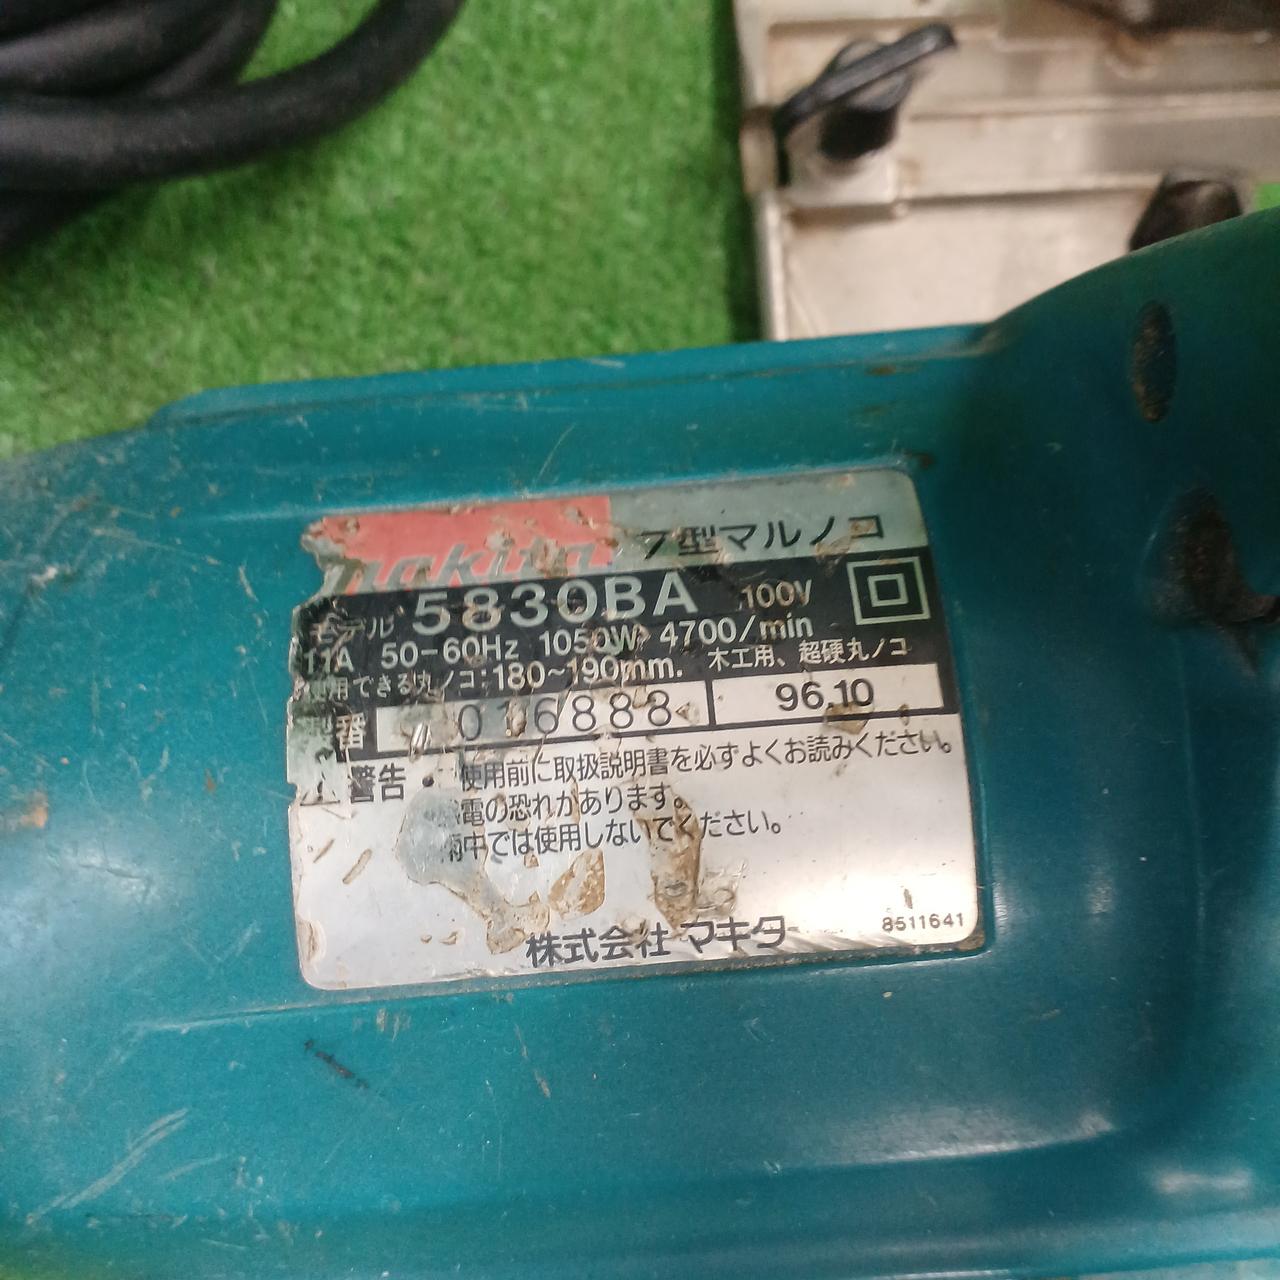 makita 7型マルノコ
モデル 5830BA 100V
11A 50-60Hz 1050W 4700/min
使用できる丸ノコ:180~190mm. 木工用、超硬丸ノコ
製番 016888 96.10
警告 ・ 使用前に取扱説明書を必ずよくお読みください。
感電の恐れがあります。
雨中では使用しないでください。
株式会社 マキタ 8511641